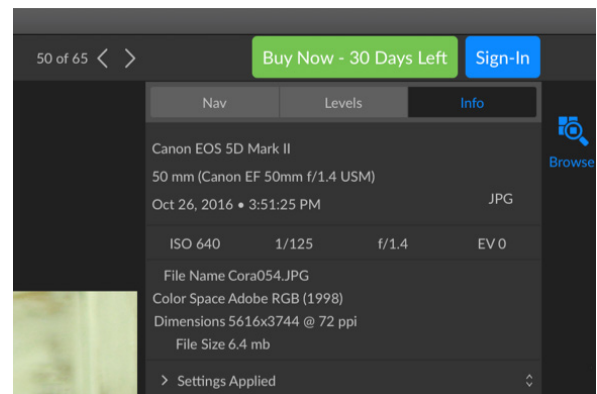 50 of 65
Buy Now - 30 Days Left
Sign-In
Nav Levels Info
Browse
Canon EOS 5D Mark II
50 mm (Canon EF 50mm f/1.4 USM)
Oct 26, 2016 • 3:51:25 PM JPG
ISO 640 1/125 f/1.4 EV 0
File Name Cora054.JPG
Color Space Adobe RGB (1998)
Dimensions 5616x3744 @ 72 ppi
File Size 6.4 mb
> Settings Applied